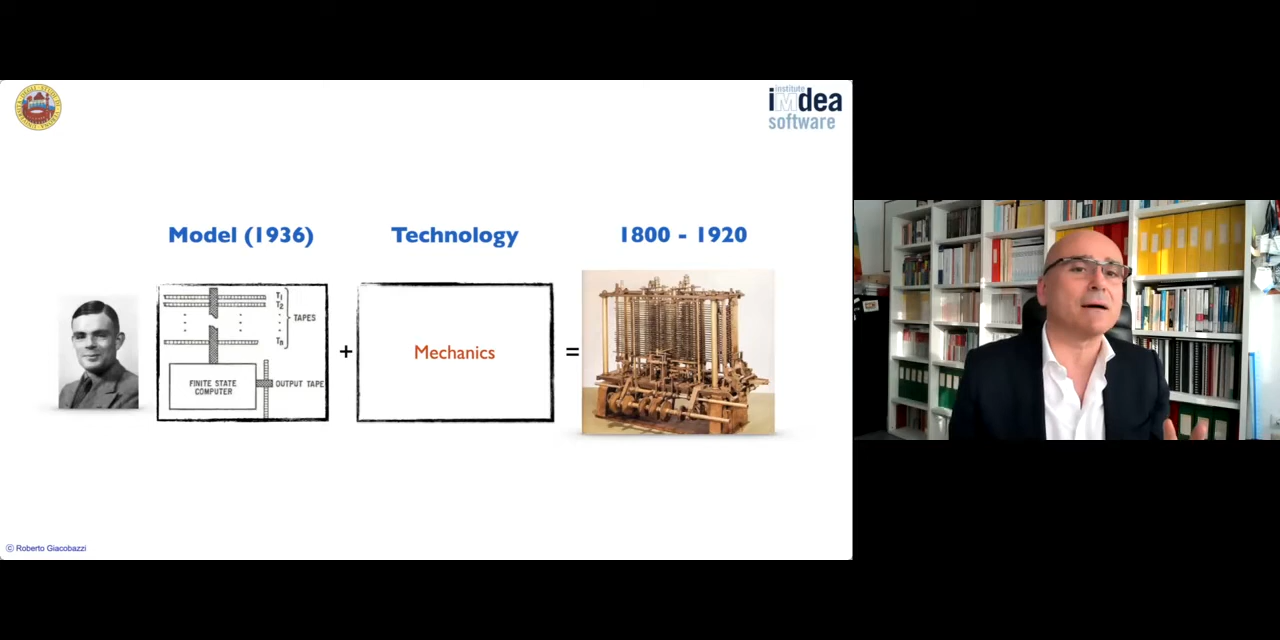 institute
iMdea
software
Model (1936)
Technology
1800 - 1920
T1
T2
TAPES
Tn
FINITE STATE
COMPUTER
OUTPUT TAPE
+
Mechanics
=
© Roberto Giacobazzi